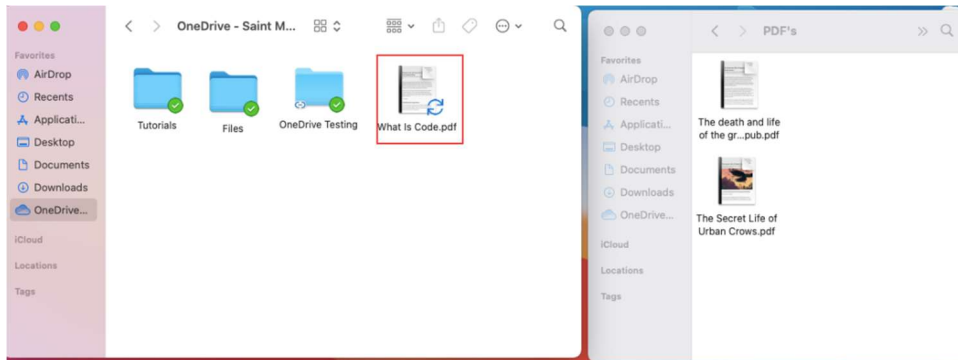 OneDrive - Saint M...
Favorites
AirDrop
Recents
Applicati...
Desktop
Documents
Downloads
OneDrive...
iCloud
Locations
Tags
Tutorials
Files
OneDrive Testing
What Is Code.pdf
PDF's
Favorites
AirDrop
Recents
Applicati...
Desktop
Documents
Downloads
OneDrive...
iCloud
Locations
Tags
The death and life
of the gr...pub.pdf
The Secret Life of
Urban Crows.pdf